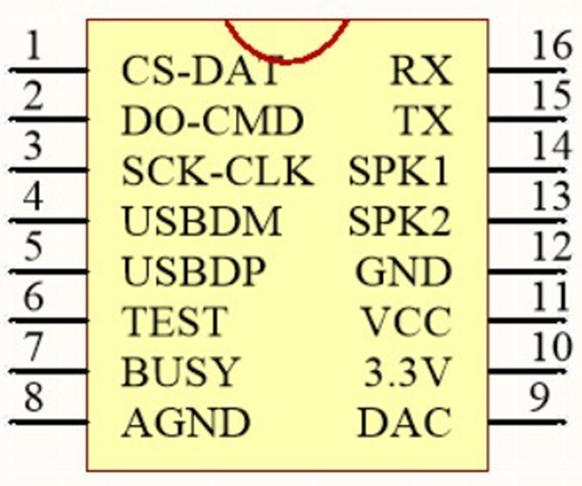 1 CS-DAT RX 16
2 DO-CMD TX 15
3 SCK-CLK SPK1 14
4 USBDM SPK2 13
5 USBDP GND 12
6 TEST VCC 11
7 BUSY 3.3V 10
8 AGND DAC 9